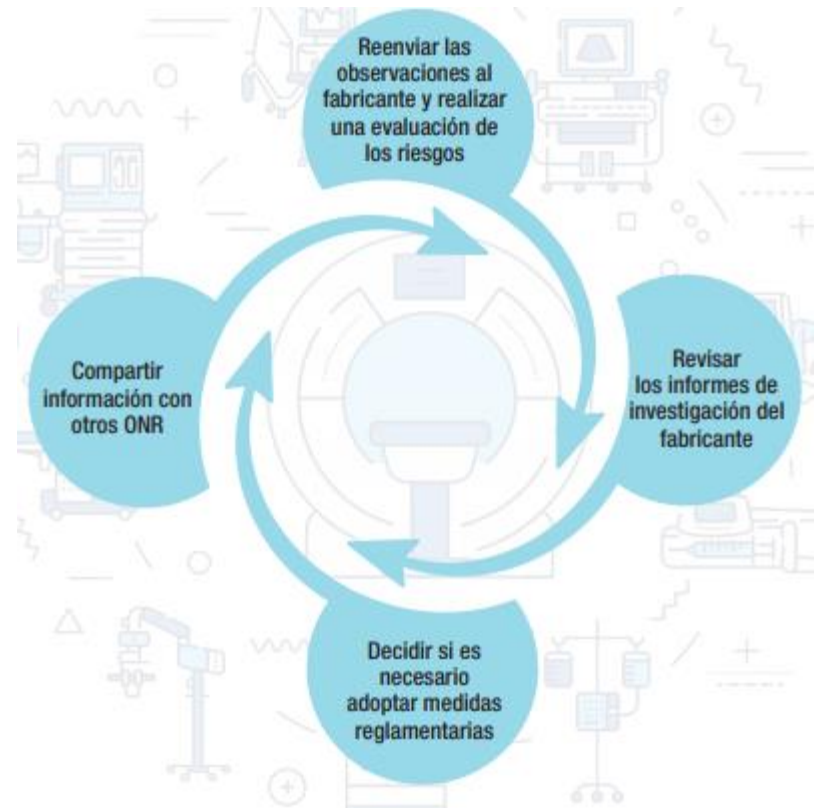 Reenviar las
observaciones al
fabricante y realizar
una evaluación de
los riesgos
Revisar
los informes de
investigación del
fabricante
Decidir si es
necesario
adoptar medidas
reglamentarias
Compartir
información con
otros ONR